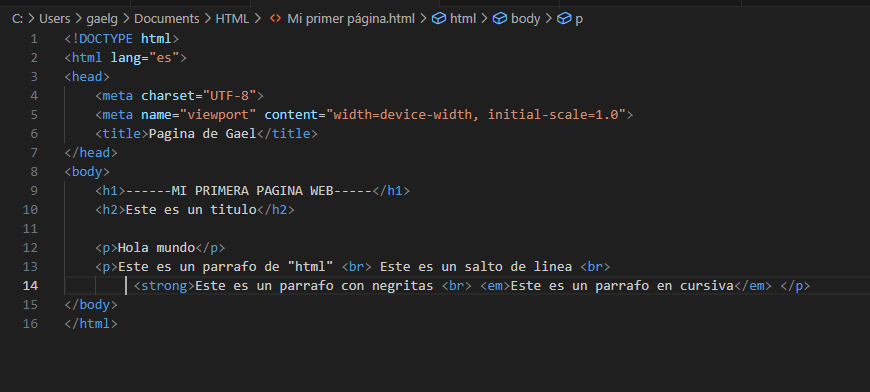 C: > Users > gaelg > Documents > HTML > <> Mi primer página.html > html > body > p
1 <!DOCTYPE html>
2 <html lang="es">
3 <head>
4 <meta charset="UTF-8">
5 <meta name="viewport" content="width=device-width, initial-scale=1.0">
6 <title>Pagina de Gael</title>
7 </head>
8 <body>
9 <h1>------MI PRIMERA PAGINA WEB-----</h1>
10 <h2>Este es un titulo</h2>
11
12 <p>Hola mundo</p>
13 <p>Este es un parrafo de "html" <br> Este es un salto de linea <br>
14 <strong>Este es un parrafo con negritas <br> <em>Este es un parrafo en cursiva</em> </p>
15 </body>
16 </html>